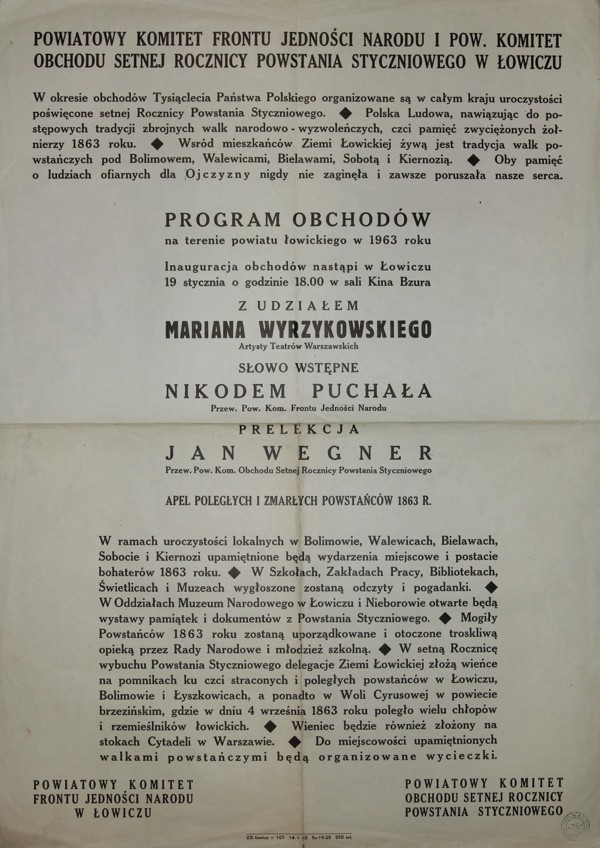 POWIATOWY KOMITET FRONTU JEDNOŚCI NARODU I POW. KOMITET
OBCHODU SETNEJ ROCZNICY POWSTANIA STYCZNIOWEGO W ŁOWICZU
W okresie obchodów Tysiąclecia Państwa Polskiego organizowane są w całym kraju uroczystości
poświęcone setnej Rocznicy Powstania Styczniowego. ◆ Polska Ludowa, nawiązując do po-
stępowych tradycji zbrojnych walk narodowo-wyzwoleńczych, czci pamięć zwyciężonych żoł-
nierzy 1863 roku. ◆ Wsród mieszkańców Ziemi Łowickiej żywą jest tradycja walk po-
wstańczych pod Bolimowem, Walewicami, Bielawami, Sobotą i Kiernozią. ◆ Oby pamięć
o ludziach ofiarnych dla Ojczyzny nigdy nie zaginęła i zawsze poruszała nasze serca.
PROGRAM OBCHODÓW
na terenie powiatu łowickiego w 1963 roku
Inauguracja obchodów nastąpi w Łowiczu
19 stycznia o godzinie 18.00 w sali Kina Bzura
Z UDZIAŁEM
MARIANA WYRZYKOWSKIEGO
Artysty Teatrów Warszawskich
SŁOWO WSTĘPNE
NIKODEM PUCHAŁA
Przew. Pow. Kom. Frontu Jedności Narodu
PRELEKCJA
JAN WEGNER
Przew. Pow. Kom. Obchodu Setnej Rocznicy Powstania Styczniowego
APEL POLEGŁYCH I ZMARŁYCH POWSTAŃCÓW 1863 R.
W ramach uroczystości lokalnych w Bolimowie, Walewicach, Bielawach,
Sobocie i Kiernozi upamiętnione będą wydarzenia miejscowe i postacie
bohaterów 1863 roku. ◆ W Szkołach, Zakładach Pracy, Bibliotekach,
Świetlicach i Muzeach wygłoszone zostaną odczyty i pogadanki. ◆
W Oddziałach Muzeum Narodowego w Łowiczu i Nieborowie otwarte będą
wystawy pamiątek i dokumentów z Powstania Styczniowego. ◆ Mogiły
Powstańców 1863 roku zostaną uporządkowane i otoczone troskliwą
opieką przez Rady Narodowe i młodzież szkolną. ◆ W setną Rocznicę
wybuchu Powstania Styczniowego delegacje Ziemi Łowickiej złożą wieńce
na pomnikach ku czci straconych i poległych powstańców w Łowiczu,
Bolimowie i Łyszkowicach, a ponadto w Woli Cyrusowej w powiecie
brzezińskim, gdzie w dniu 4 września 1863 roku poległo wielu chłopów
i rzemieślników łowickich. ◆ Wieniec będzie również złożony na
stokach Cytadeli w Warszawie. ◆ Do miejscowości upamiętnionych
walkami powstańczymi będą organizowane wycieczki.
POWIATOWY KOMITET
FRONTU JEDNOŚCI NARODU
W ŁOWICZU
POWIATOWY KOMITET
OBCHODU SETNEJ ROCZNICY
POWSTANIA STYCZNIOWEGO